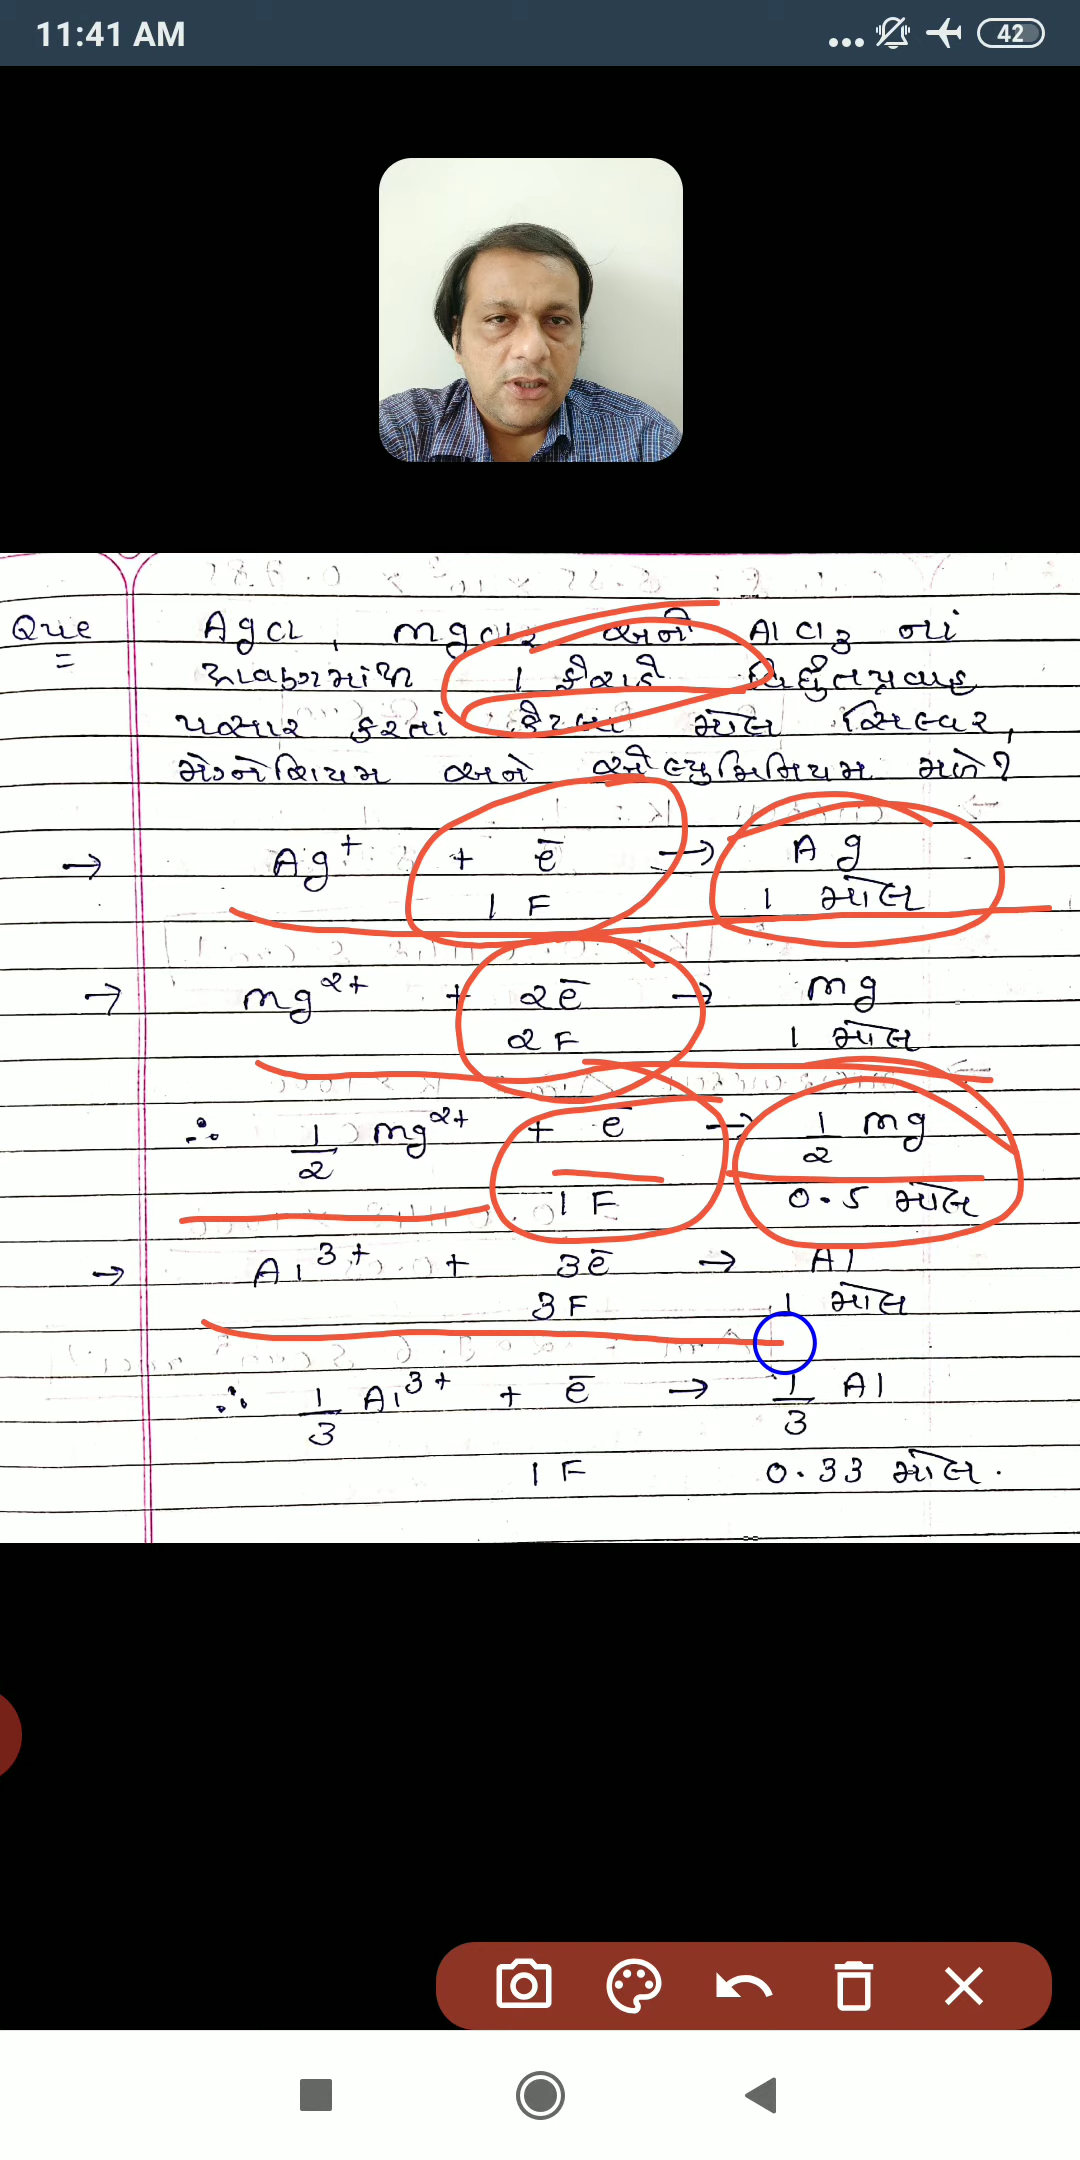 11:41 AM
42
Que = AgCl, MgCl2 અને AlCl3 નાં
દ્રાવણમાંથી 1 ફેરાડે વિદ્યુતપ્રવાહ
પસાર કરતાં કેટલા મોલ સિલ્વર,
મેગ્નેશિયમ અને એલ્યુમિનિયમ મળે?
→ Ag⁺ + e̅ → Ag
1 F 1 મોલ
→ mg²⁺ + 2e̅ → mg
2 F 1 મોલ
∴ 1/2 mg²⁺ + e̅ → 1/2 mg
1 F 0.5 મોલ
→ Al³⁺ + 3e̅ → Al
3 F 1 મોલ
∴ 1/3 Al³⁺ + e̅ → 1/3 Al
1 F 0.33 મોલ.